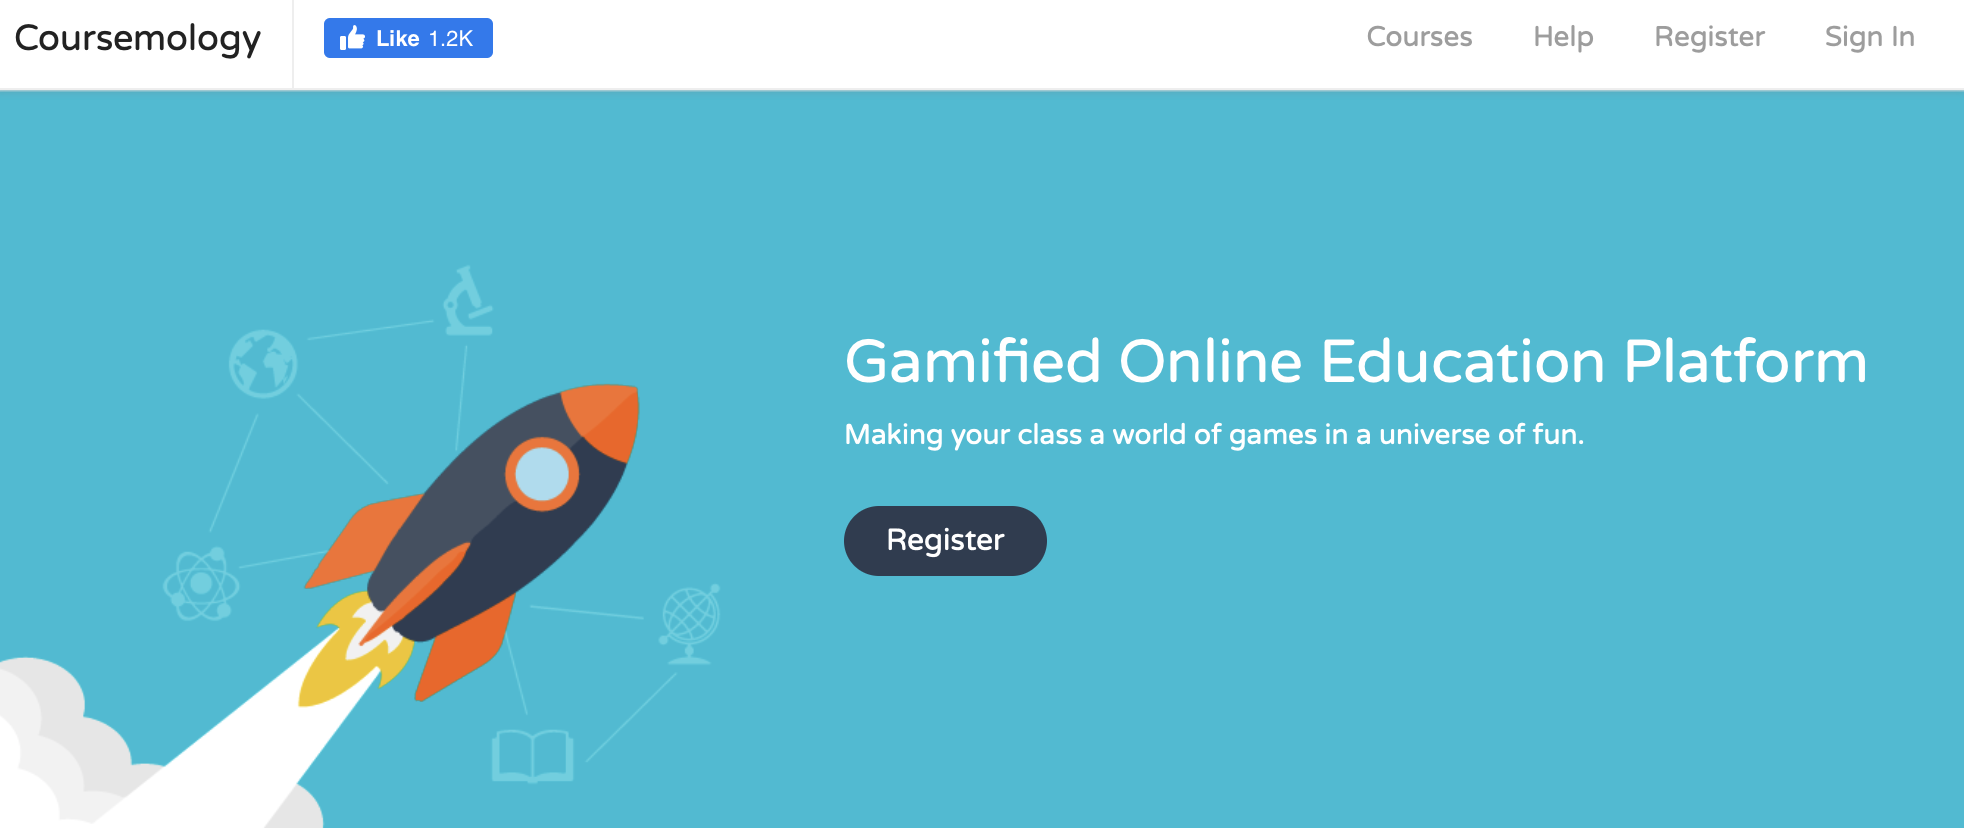 Coursemology
Like 1.2K
Courses Help Register Sign In
Gamified Online Education Platform
Making your class a world of games in a universe of fun.
Register